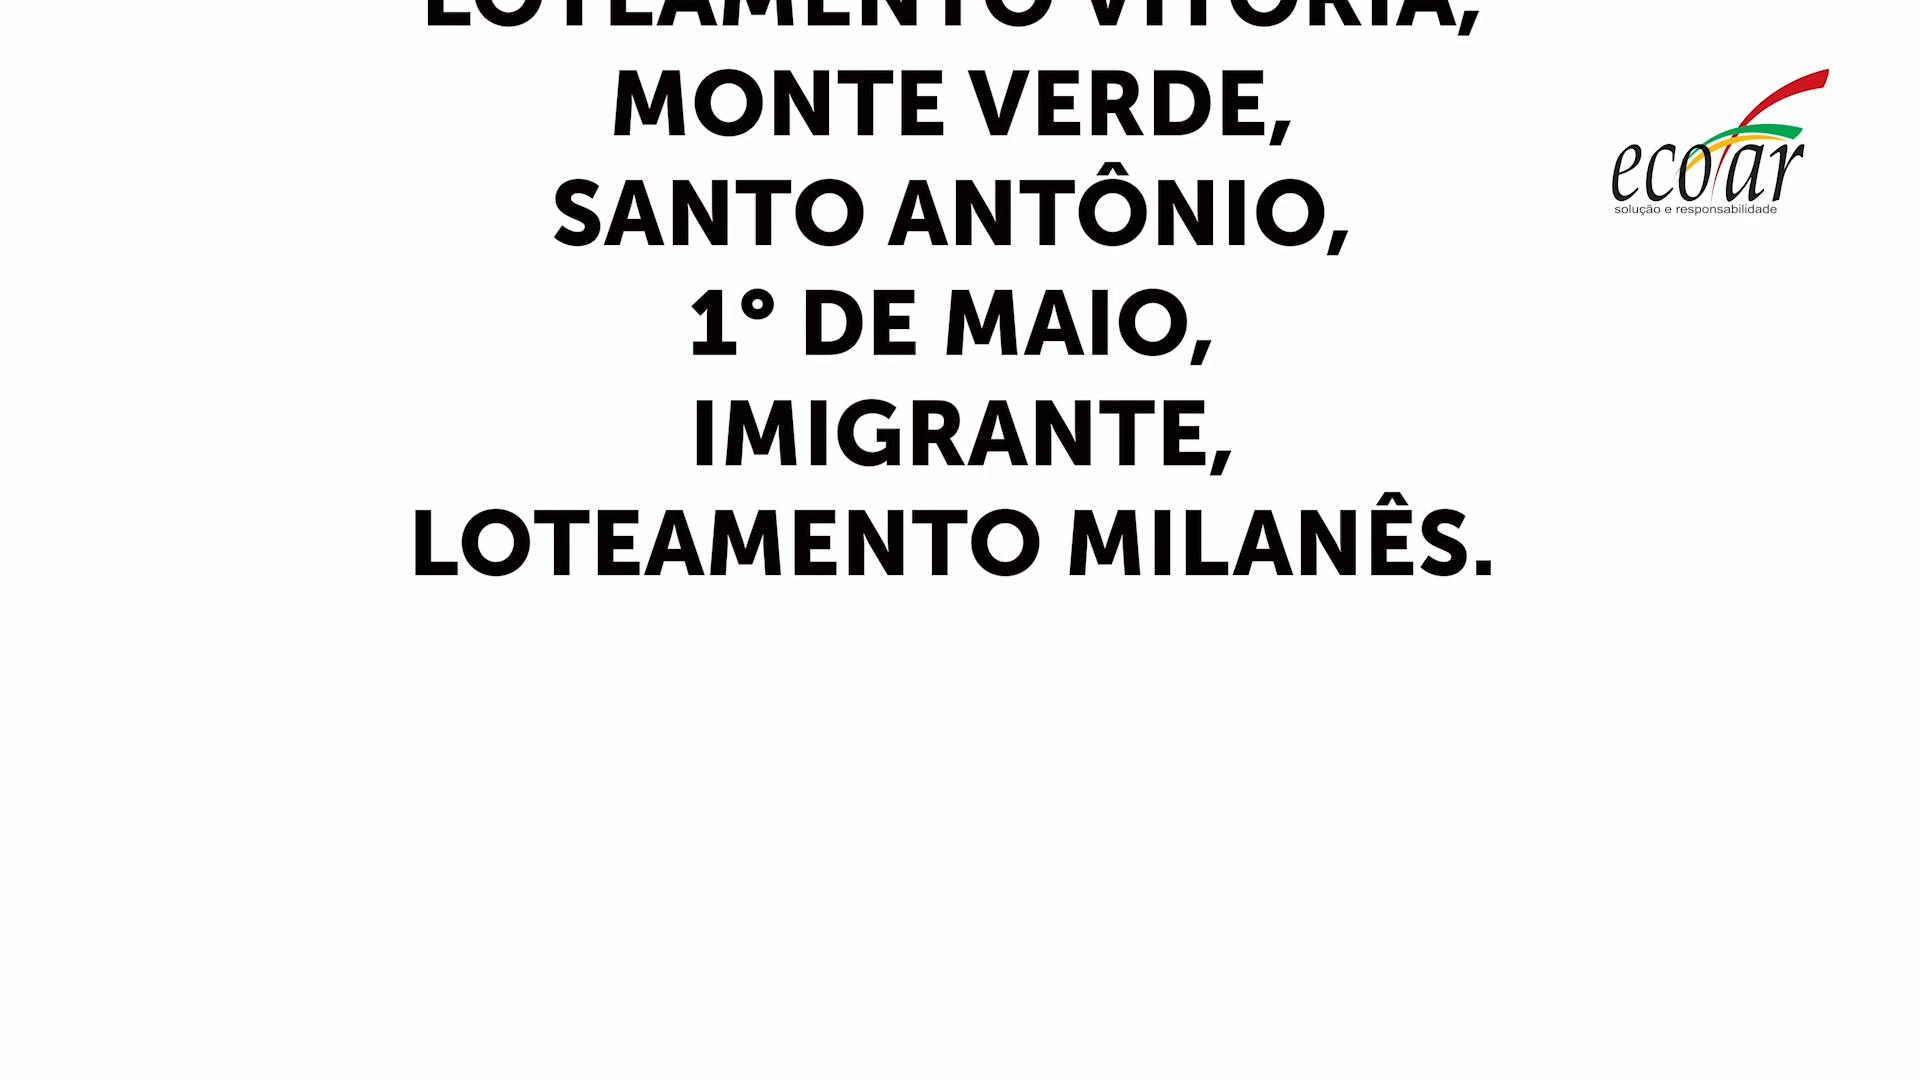 LOTEAMENTO VITÓRIA,
MONTE VERDE,
SANTO ANTÔNIO,
1° DE MAIO,
IMIGRANTE,
LOTEAMENTO MILANÊS.
ecoar
solução e responsabilidade